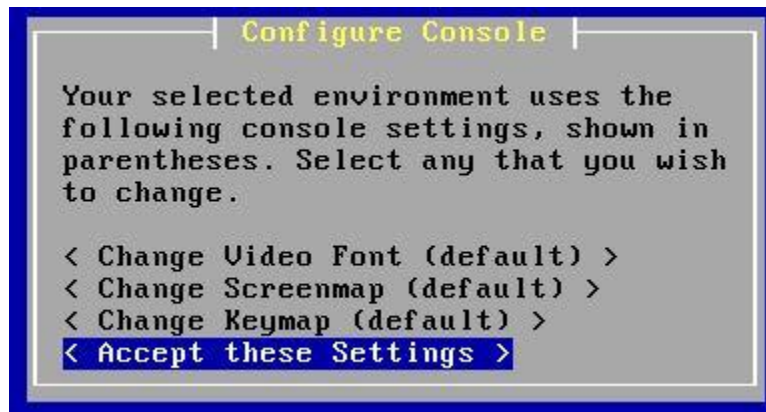 Configure Console
Your selected environment uses the
following console settings, shown in
parentheses. Select any that you wish
to change.
< Change Video Font (default) >
< Change Screenmap (default) >
< Change Keymap (default) >
< Accept these Settings >